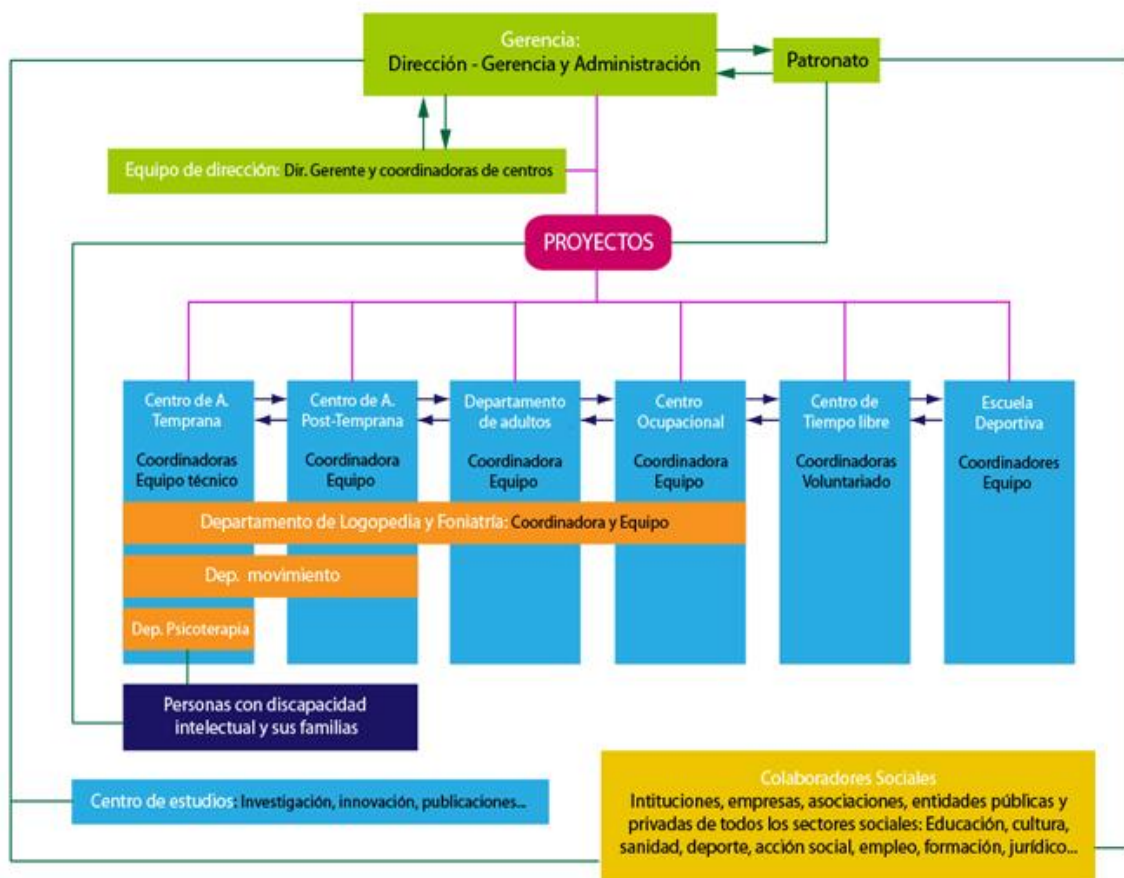 Gerencia:
Dirección - Gerencia y Administración
Patronato
Equipo de dirección: Dir. Gerente y coordinadoras de centros
PROYECTOS
Centro de A.
Temprana
Coordinadoras
Equipo técnico
Centro de A.
Post-Temprana
Coordinadora
Equipo
Departamento
de adultos
Coordinadora
Equipo
Centro
Ocupacional
Coordinadora
Equipo
Centro de
Tiempo libre
Coordinadoras
Voluntariado
Escuela
Deportiva
Coordinadores
Equipo
Departamento de Logopedia y Foniatría: Coordinadora y Equipo
Dep. movimiento
Dep. Psicoterapia
Personas con discapacidad
intelectual y sus familias
Centro de estudios: Investigación, innovación, publicaciones...
Colaboradores Sociales
Intituciones, empresas, asociaciones, entidades públicas y
privadas de todos los sectores sociales: Educación, cultura,
sanidad, deporte, acción social, empleo, formación, jurídico...